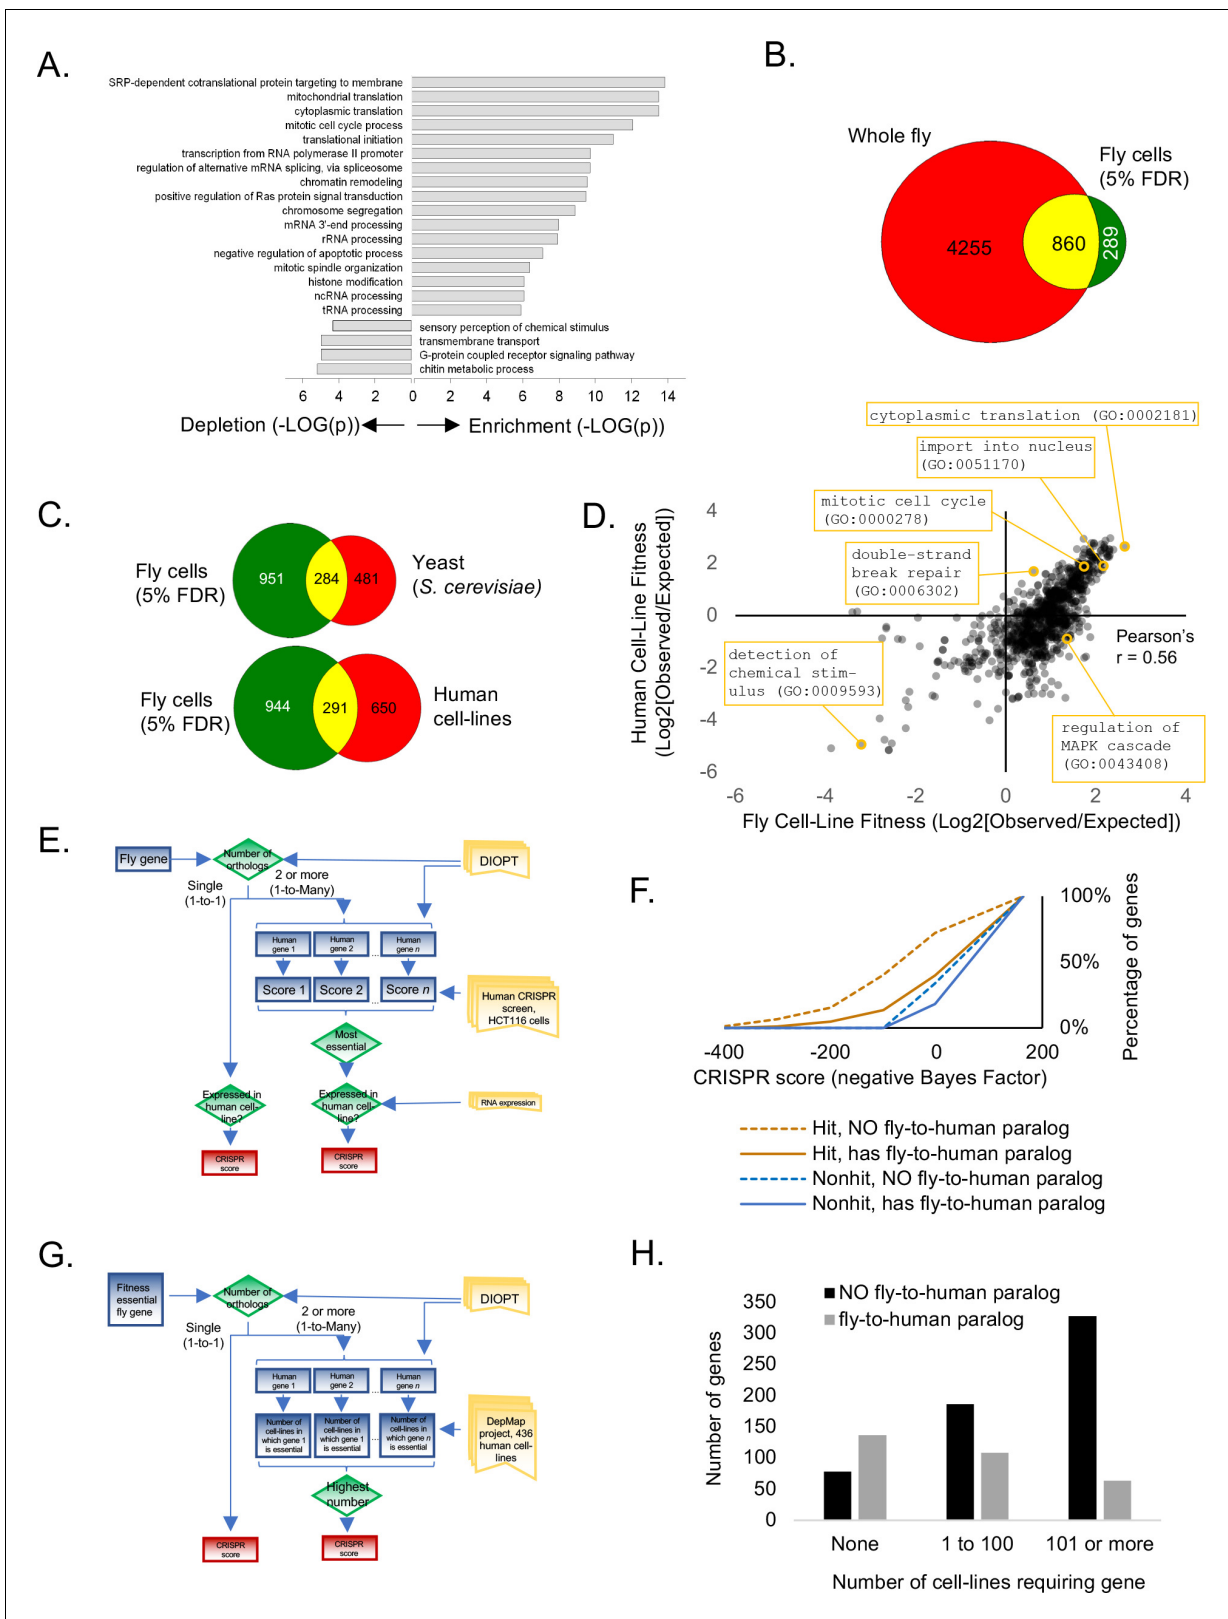 A.
SRP-dependent cotranslational protein targeting to membrane
mitochondrial translation
cytoplasmic translation
mitotic cell cycle process
translational initiation
transcription from RNA polymerase II promoter
regulation of alternative mRNA splicing, via spliceosome
chromatin remodeling
positive regulation of Ras protein signal transduction
chromosome segregation
mRNA 3'-end processing
rRNA processing
negative regulation of apoptotic process
mitotic spindle organization
histone modification
ncRNA processing
tRNA processing
sensory perception of chemical stimulus
transmembrane transport
G-protein coupled receptor signaling pathway
chitin metabolic process
6 4 2 0 2 4 6 8 10 12 14
Depletion (-LOG(p)) Enrichment (-LOG(p))
B.
Whole fly
Fly cells
(5% FDR)
4255 860 289
C.
Fly cells
(5% FDR)
951 284 481
Yeast
(S. cerevisiae)
Fly cells
(5% FDR)
944 291 650
Human
cell-lines
D.
cytoplasmic translation (GO:0002181)
import into nucleus
(GO:0051170)
mitotic cell cycle
(GO:0000278)
double-strand
break repair
(GO:0006302)
detection of
chemical stim-
ulus (GO:0009593)
Pearson's
r = 0.56
regulation of
MAPK cascade
(GO:0043408)
Human Cell-Line Fitness
(Log2[Observed/Expected])
4
2
0
-2
-4
-6
-6 -4 -2 0 2 4
Fly Cell-Line Fitness (Log2[Observed/Expected])
E.
Fly gene
Number of
orthologs
DIOPT
Single
(1-to-1)
2 or more
(1-to-Many)
Human
gene 1
Human
gene 2
...
Human
gene n
Score 1
Score 2
...
Score n
Human CRISPR
screen,
HCT116 cells
Most
essential
Expressed in
human cell-
line?
Expressed in
human cell-
line?
RNA expression
CRISPR
score
CRISPR
score
F.
100%
50%
0%
Percentage of genes
-400 -200 0 200
CRISPR score (negative Bayes Factor)
Hit, NO fly-to-human paralog
Hit, has fly-to-human paralog
Nonhit, NO fly-to-human paralog
Nonhit, has fly-to-human paralog
G.
Fitness
essential
fly gene
Number of
orthologs
DIOPT
Single
(1-to-1)
2 or more
(1-to-Many)
Human
gene 1
Human
gene 2
...
Human
gene n
Number of
cell-lines in
which gene 1
is essential
Number of
cell-lines in
which gene 1
is essential
...
Number of
cell-lines in
which gene n
is essential
DepMap
project, 436
human cell-
lines
Highest
number
CRISPR
score
CRISPR
score
H.
NO fly-to-human paralog
fly-to-human paralog
Number of genes
350
300
250
200
150
100
50
0
None 1 to 100 101 or more
Number of cell-lines requiring gene